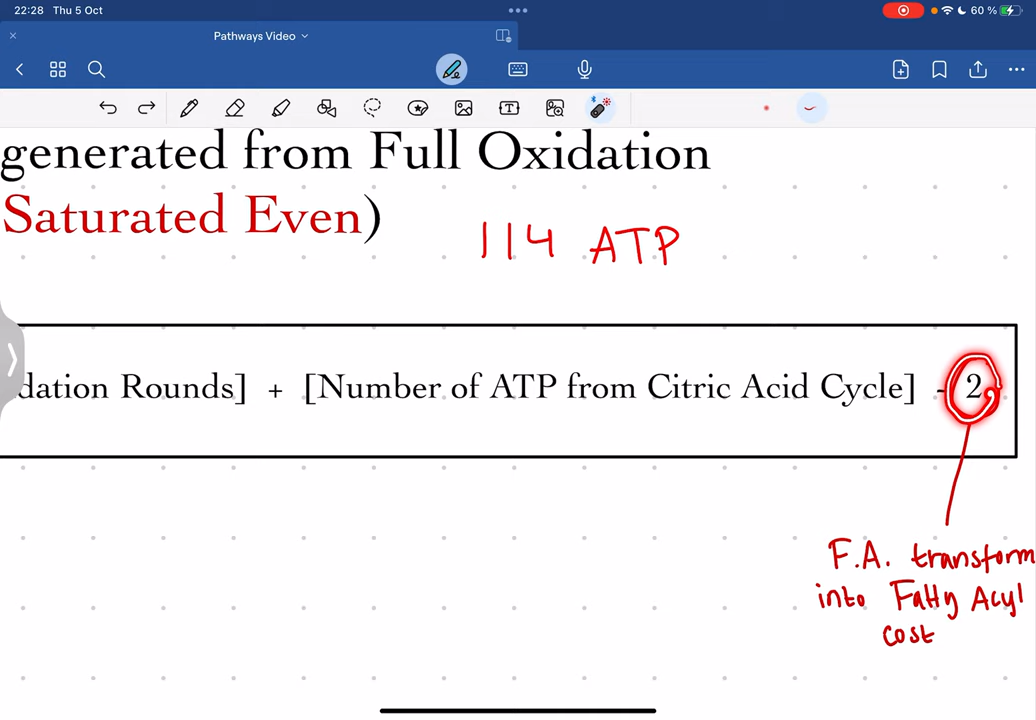 22:28 Thu 5 Oct
60 %
Pathways Video
generated from Full Oxidation
Saturated Even)
114 ATP
dation Rounds] + [Number of ATP from Citric Acid Cycle] - 2
F.A. transform
into Fatty Acyl
cost